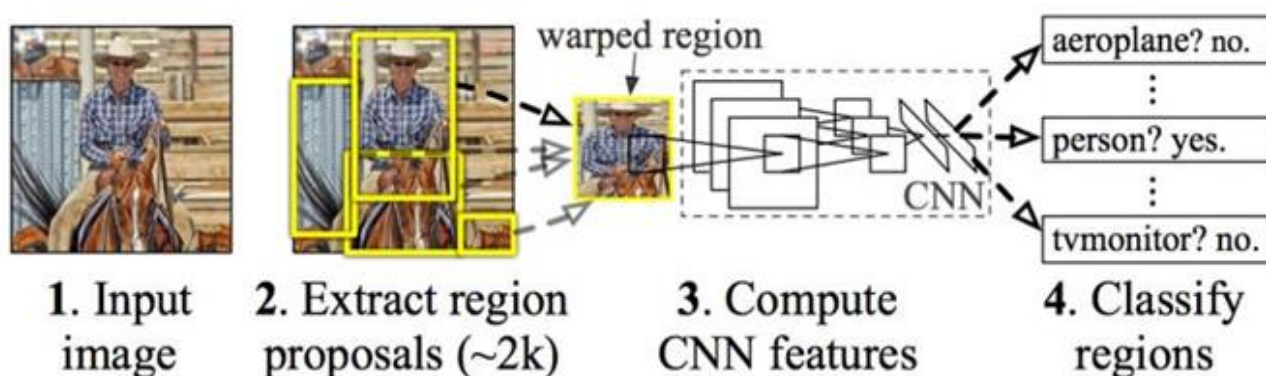 warped region
aeroplane? no.
person? yes.
CNN
tvmonitor? no.
1. Input
image
2. Extract region
proposals (~2k)
3. Compute
CNN features
4. Classify
regions